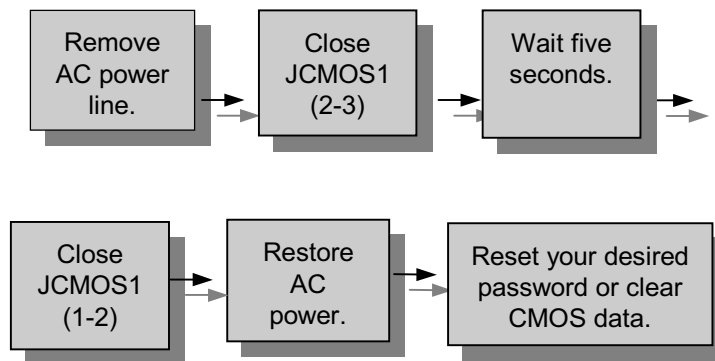 Remove
AC power
line.
Close
JCMOS1
(2-3)
Wait five
seconds.
Close
JCMOS1
(1-2)
Restore
AC
power.
Reset your desired
password or clear
CMOS data.